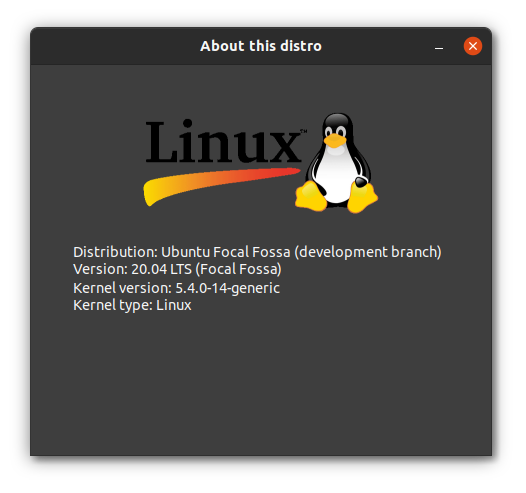 About this distro
Linux™
Distribution: Ubuntu Focal Fossa (development branch)
Version: 20.04 LTS (Focal Fossa)
Kernel version: 5.4.0-14-generic
Kernel type: Linux